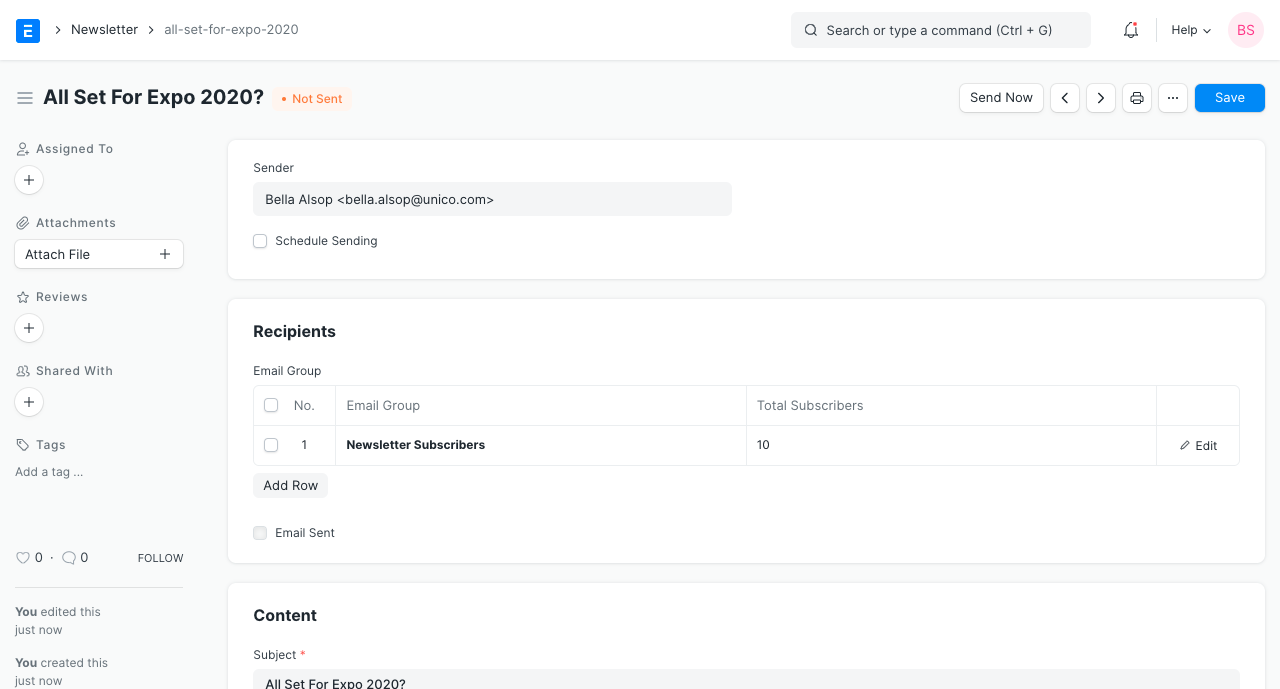 E Newsletter all-set-for-expo-2020 Search or type a command (Ctrl + G) Help BS
All Set For Expo 2020? Not Sent Send Now ... Save
Assigned To
Attachments
Attach File
Reviews
Shared With
Tags
Add a tag ...
0 · 0 FOLLOW
You edited this
just now
You created this
just now
Sender
Bella Alsop <bella.alsop@unico.com>
Schedule Sending
Recipients
Email Group
No. Email Group Total Subscribers
1 Newsletter Subscribers 10 Edit
Add Row
Email Sent
Content
Subject *
All Set For Expo 2020?